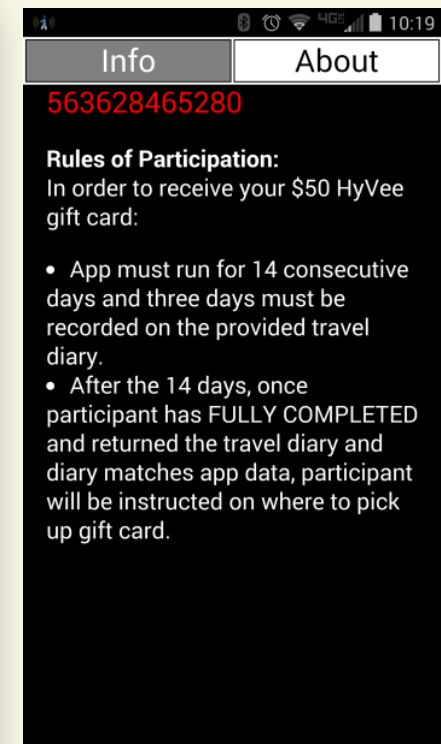 4G 10:19
Info About
563628465280
Rules of Participation:
In order to receive your $50 HyVee
gift card:
• App must run for 14 consecutive
days and three days must be
recorded on the provided travel
diary.
• After the 14 days, once
participant has FULLY COMPLETED
and returned the travel diary and
diary matches app data, participant
will be instructed on where to pick
up gift card.